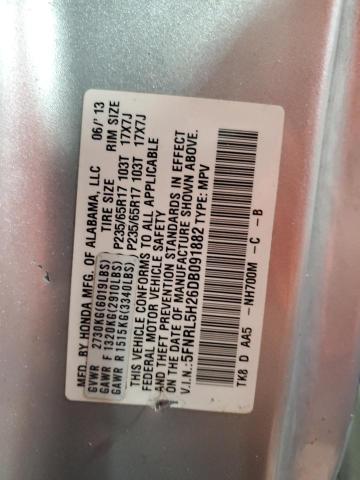 MFD. BY HONDA MFG. OF ALABAMA, LLC 06/'13
GVWR 2730KG(6019LBS) TIRE SIZE RIM SIZE
GAWR F 1320KG(2910LBS) P235/65R17 103T 17X7J
GAWR R 1515KG(3340LBS) P235/65R17 103T 17X7J
THIS VEHICLE CONFORMS TO ALL APPLICABLE
FEDERAL MOTOR VEHICLE SAFETY AND
THEFT PREVENTION STANDARDS IN EFFECT
ON THE DATE OF MANUFACTURE SHOWN ABOVE.
V.I.N.: 5FNRL5H26DB091882 TYPE: MPV
TK8 D AA5 -NH700M -C -B